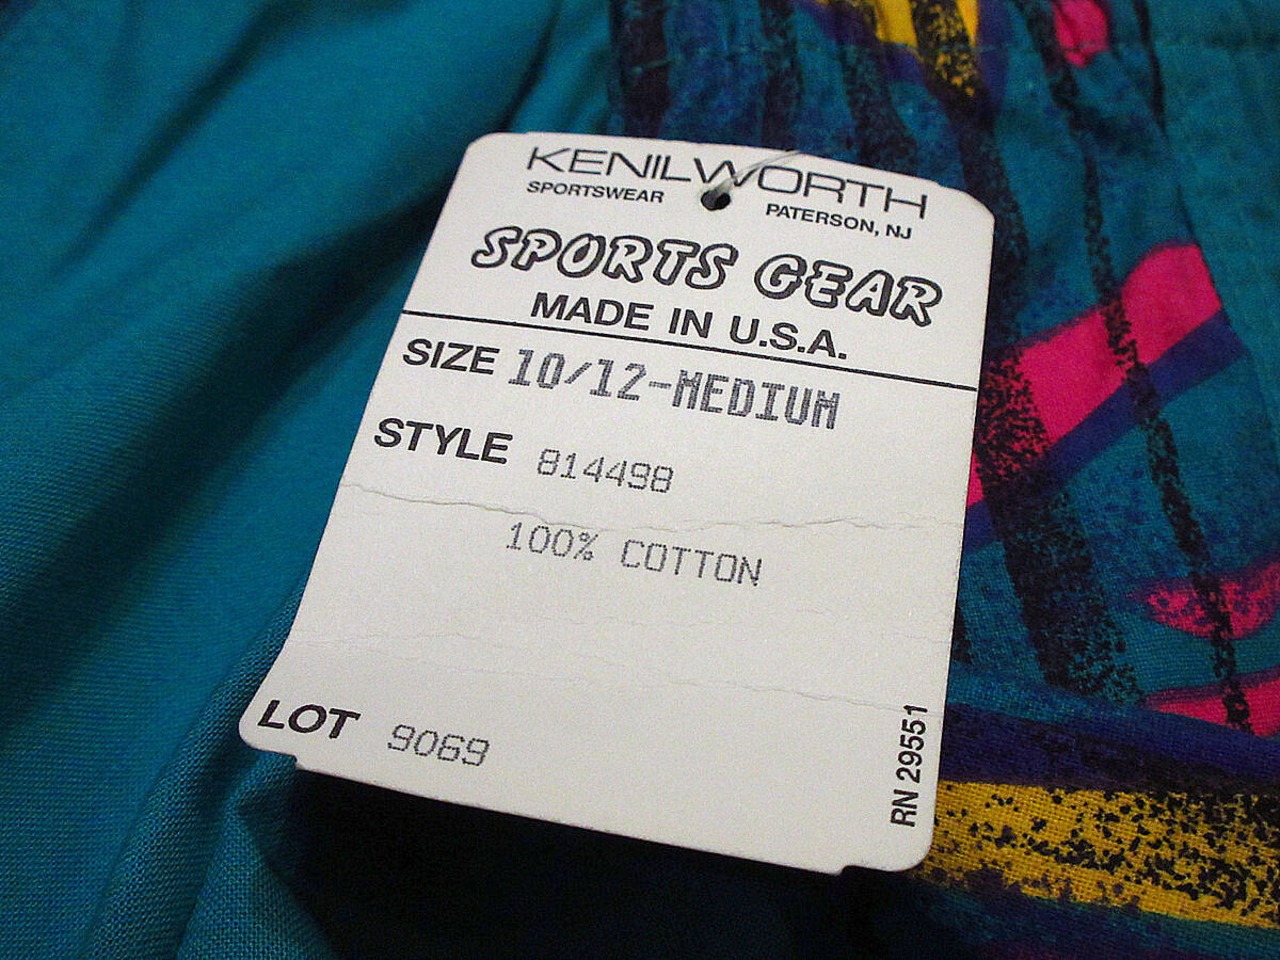 KENILWORTH
SPORTSWEAR PATERSON, NJ
SPORTS GEAR
MADE IN U.S.A.
SIZE 10/12-MEDIUM
STYLE 814498
100% COTTON
LOT 9069
RN 29551